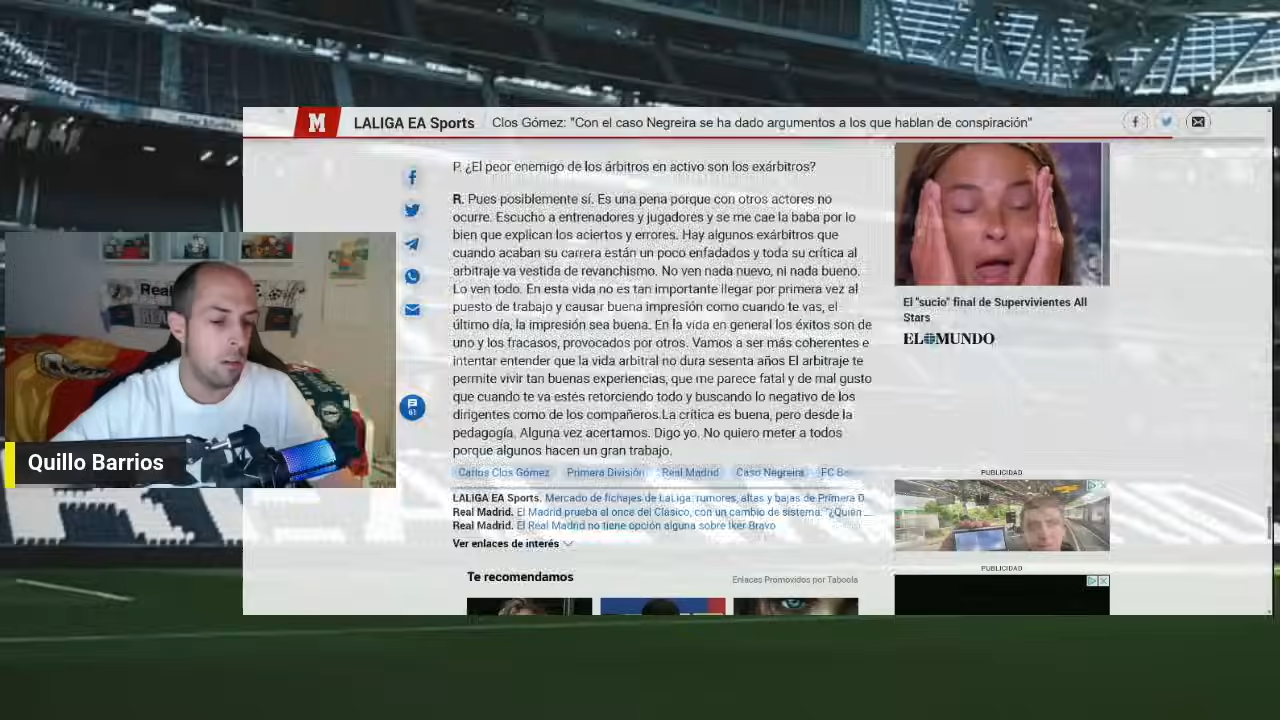 M
LALIGA EA Sports
Clos Gómez: "Con el caso Negreira se ha dado argumentos a los que hablan de conspiración"
P. ¿El peor enemigo de los árbitros en activo son los exárbitros?
R. Pues posiblemente sí. Es una pena porque con otros actores no
ocurre. Escucho a entrenadores y jugadores y se me cae la baba por lo
bien que explican los aciertos y errores. Hay algunos exárbitros que
cuando acaban su carrera están un poco enfadados y toda su crítica al
arbitraje va vestida de revanchismo. No ven nada nuevo, ni nada bueno.
Lo ven todo. En esta vida no es tan importante llegar por primera vez al
puesto de trabajo y causar buena impresión como cuando te vas, el
último día, la impresión sea buena. En la vida en general los éxitos son de
uno y los fracasos, provocados por otros. Vamos a ser más coherentes e
intentar entender que la vida arbitral no dura sesenta años El arbitraje te
permite vivir tan buenas experiencias, que me parece fatal y de mal gusto
que cuando te va estés retorciendo todo y buscando lo negativo de los
dirigentes como de los compañeros.La crítica es buena, pero desde la
pedagogía. Alguna vez acertamos. Digo yo. No quiero meter a todos
porque algunos hacen un gran trabajo.
61
Carlos Clos Gómez Primera División Real Madrid Caso Negreira FC Ba
LALIGA EA Sports. Mercado de fichajes de LaLiga: rumores, altas y bajas de Primera D
Real Madrid. El Madrid prueba el once del Clásico, con un cambio de sistema: "¿Quién ...
Real Madrid. El Real Madrid no tiene opción alguna sobre Iker Bravo
Ver enlaces de interés
Te recomendamos
Enlaces Promovidos por Taboola
El "sucio" final de Supervivientes All
Stars
EL MUNDO
PUBLICIDAD
PUBLICIDAD
Real
Quillo Barrios